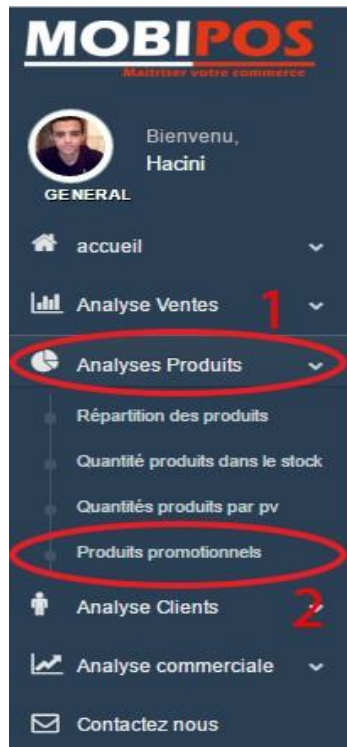 MOBIPOS
Maitriser votre commerce
Bienvenu,
Hacini
GENERAL
accueil
Analyse Ventes
1
Analyses Produits
Répartition des produits
Quantité produits dans le stock
Quantités produits par pv
Produits promotionnels
Analyse Clients
2
Analyse commerciale
Contactez nous